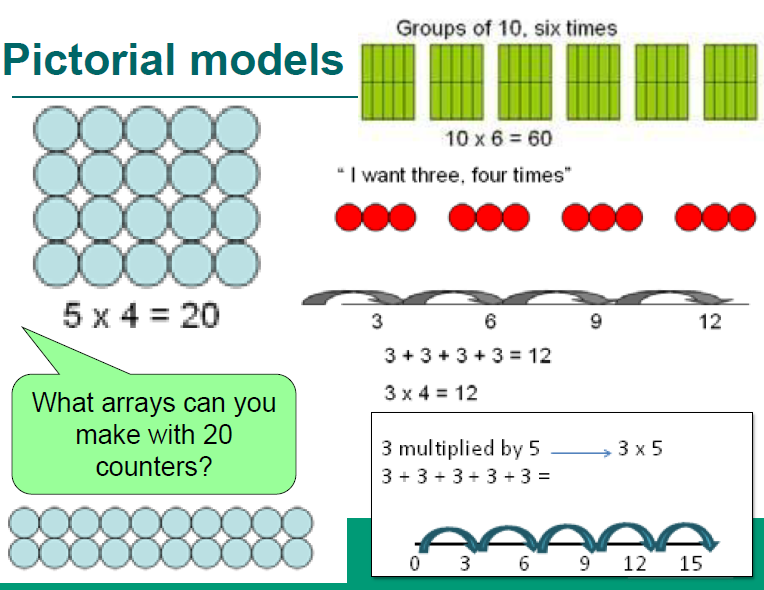 Pictorial models
Groups of 10, six times
10 x 6 = 60
“ I want three, four times”
5 x 4 = 20
3 6 9 12
3 + 3 + 3 + 3 = 12
3 x 4 = 12
What arrays can you
make with 20
counters?
3 multiplied by 5 → 3 x 5
3 + 3 + 3 + 3 + 3 =
0 3 6 9 12 15